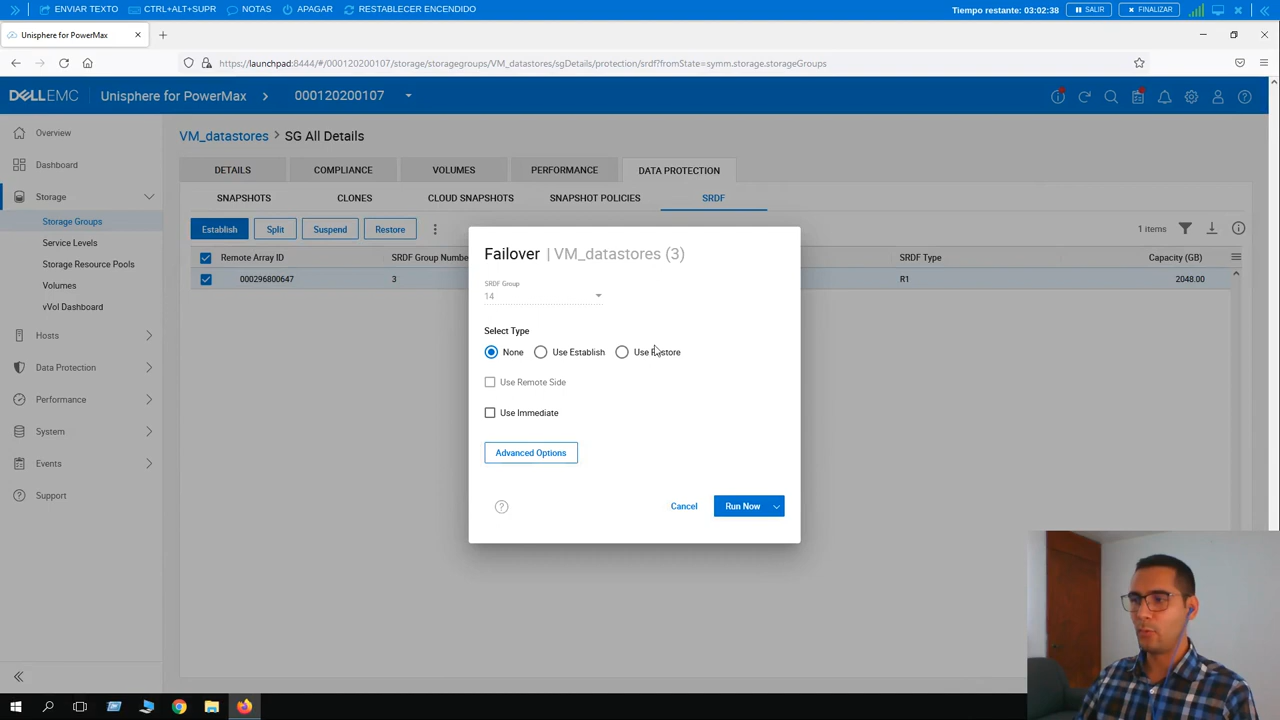 ENVIAR TEXTO CTRL+ALT+SUPR NOTAS APAGAR RESTABLECER ENCENDIDO Tiempo restante: 03:02:38 SALIR FINALIZAR
Unisphere for PowerMax
https://launchpad:8444/#/000120200107/storage/storagegroups/VM_datastores/sgDetails/protection/srdf?fromState=symm.storage.storageGroups
DELLEMC Unisphere for PowerMax 000120200107
Overview
Dashboard
Storage
Storage Groups
Service Levels
Storage Resource Pools
Volumes
vVol Dashboard
Hosts
Data Protection
Performance
System
Events
Support
VM_datastores > SG All Details
DETAILS COMPLIANCE VOLUMES PERFORMANCE DATA PROTECTION
SNAPSHOTS CLONES CLOUD SNAPSHOTS SNAPSHOT POLICIES SRDF
Establish Split Suspend Restore 1 items
Remote Array ID SRDF Group Numbe SRDF Type Capacity (GB)
000296800647 3 R1 2048.00
Failover | VM_datastores (3)
SRDF Group
14
Select Type
None Use Establish Use Restore
Use Remote Side
Use Immediate
Advanced Options
Cancel Run Now